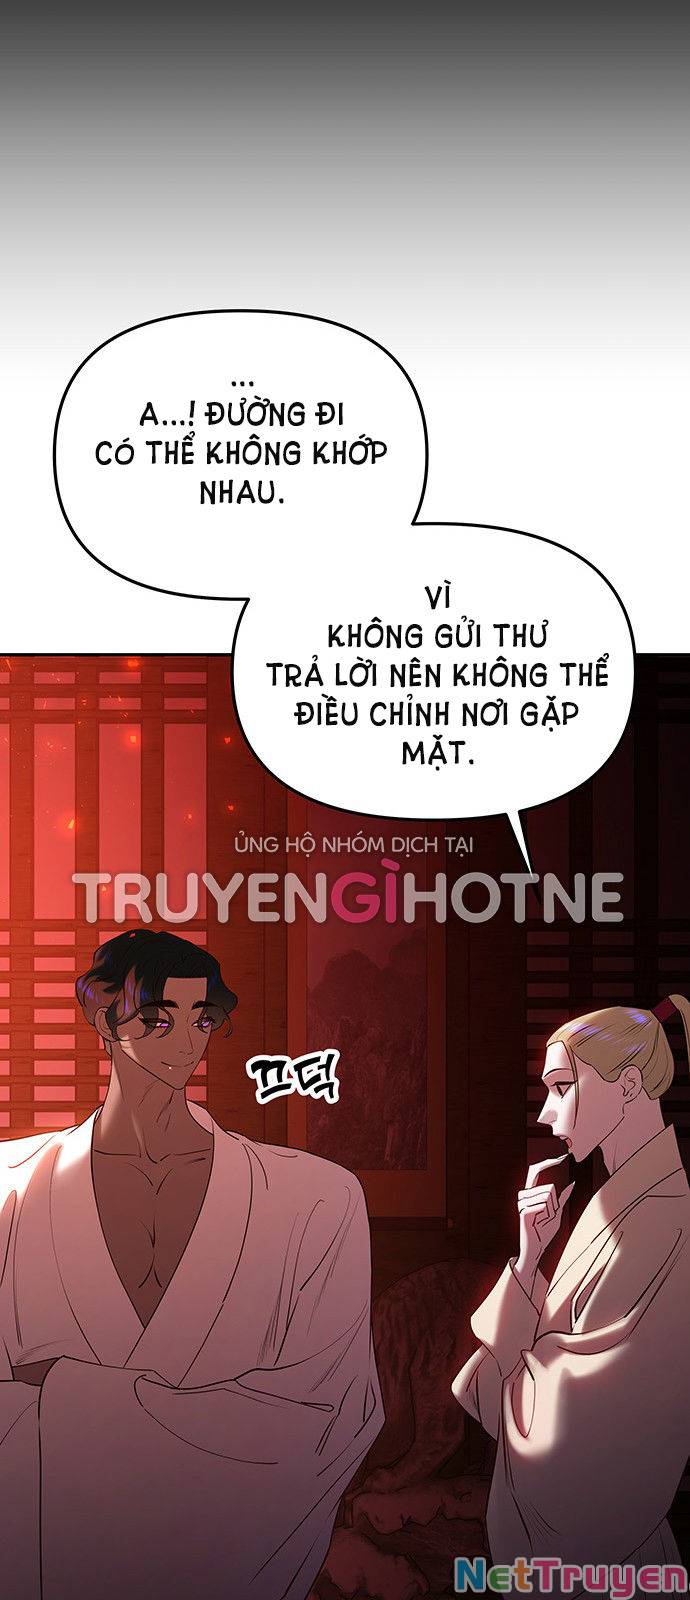 ...
A...! ĐƯỜNG ĐI
CÓ THỂ KHÔNG KHỚP
NHAU.
VÌ
KHÔNG GỬI THƯ
TRẢ LỜI NÊN KHÔNG THỂ
ĐIỀU CHỈNH NƠI GẶP
MẶT.
ỦNG HỘ NHÓM DỊCH TẠI
TRUYENGÌHOTNE
끄덕
NetTruyen